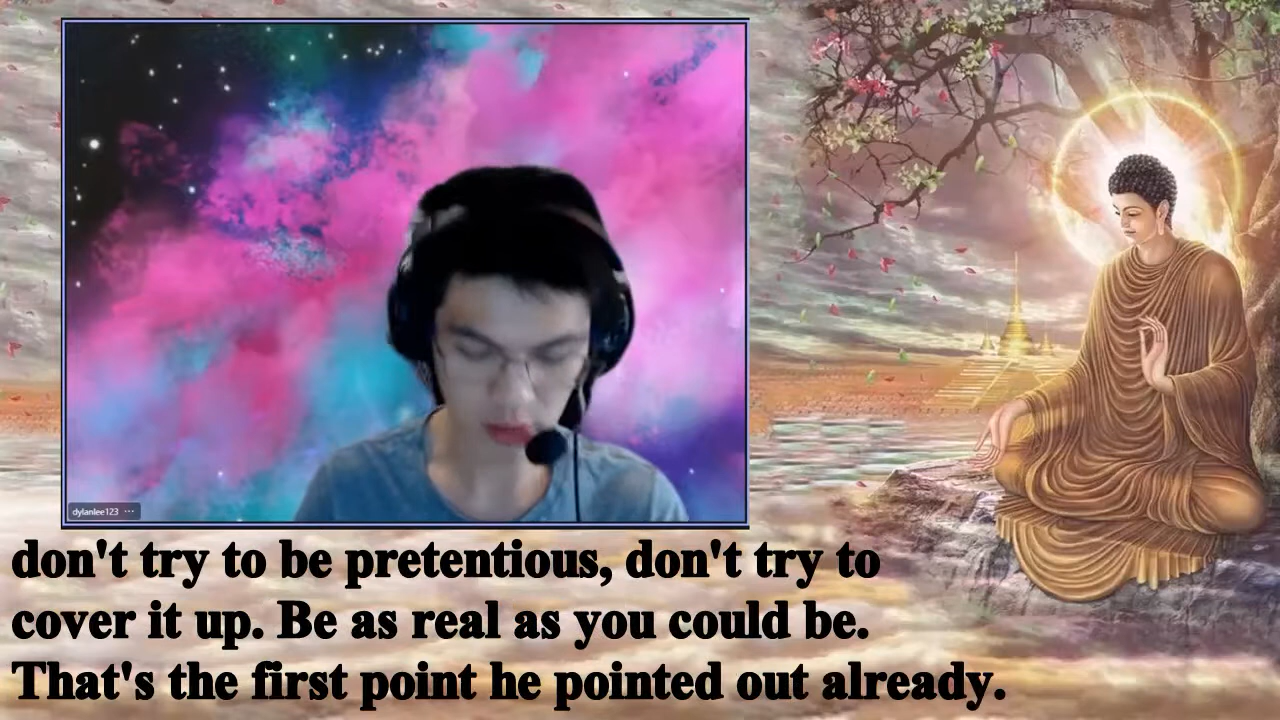 dylanlee123 ...
don't try to be pretentious, don't try to
cover it up. Be as real as you could be.
That's the first point he pointed out already.